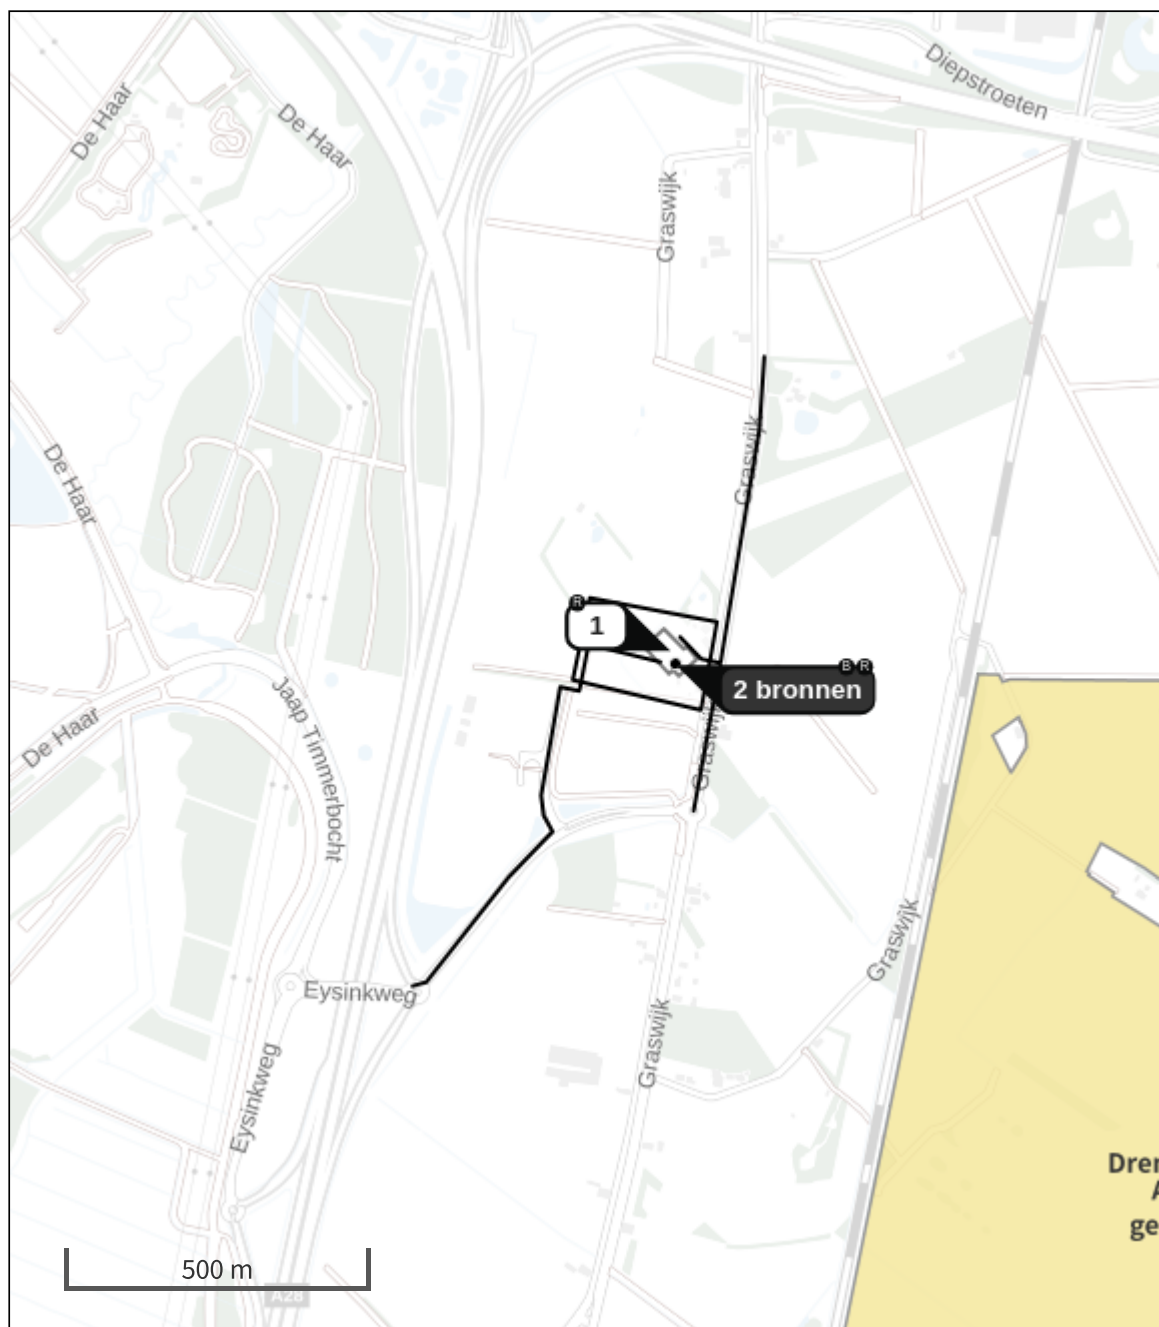 Diepstroeten
De Haar
De Haar
Graswijk
Graswijk
De Haar
R
1
B R
2 bronnen
Graswijk
De Haar
Jaap Timmerbocht
Graswijk
Eysinkweg
Graswijk
Eysinkweg
Drer
A
ge
500 m
A28